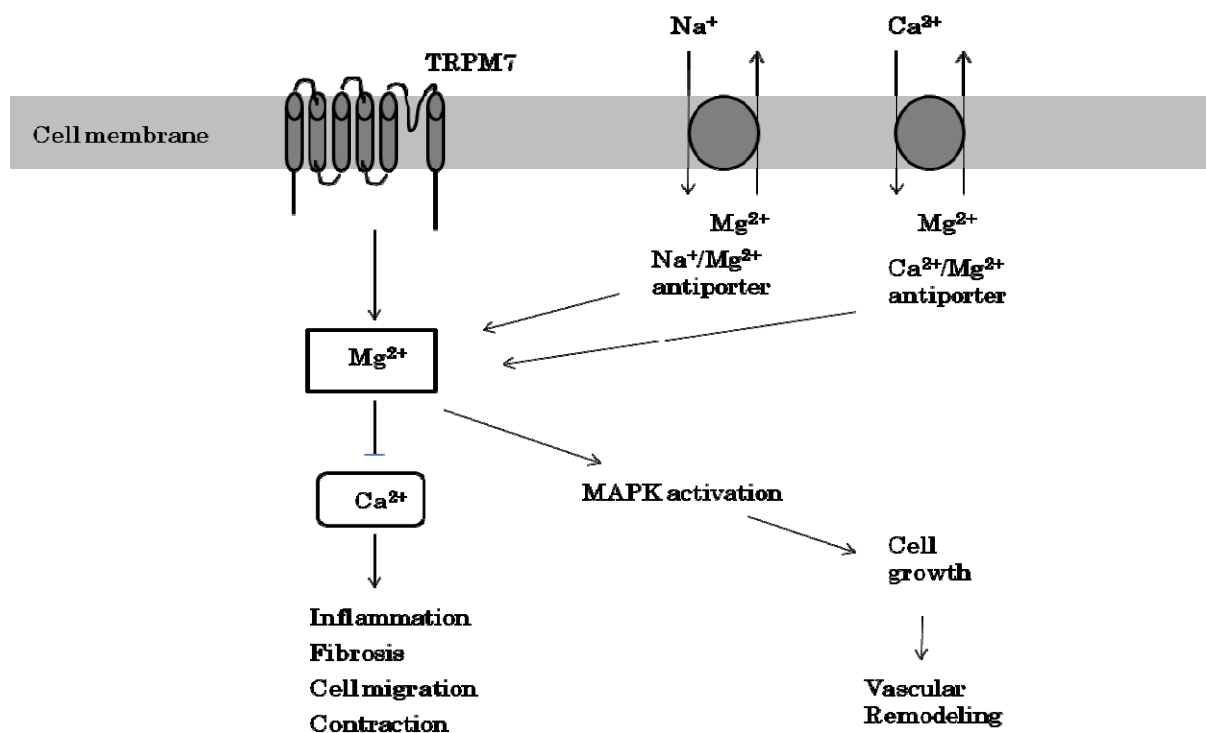 Na⁺
Ca²⁺
TRPM7
Cell membrane
Mg²⁺
Mg²⁺
Na⁺/Mg²⁺
antiporter
Ca²⁺/Mg²⁺
antiporter
Mg²⁺
Ca²⁺
MAPK activation
Cell
growth
Inflammation
Fibrosis
Cell migration
Contraction
Vascular
Remodeling